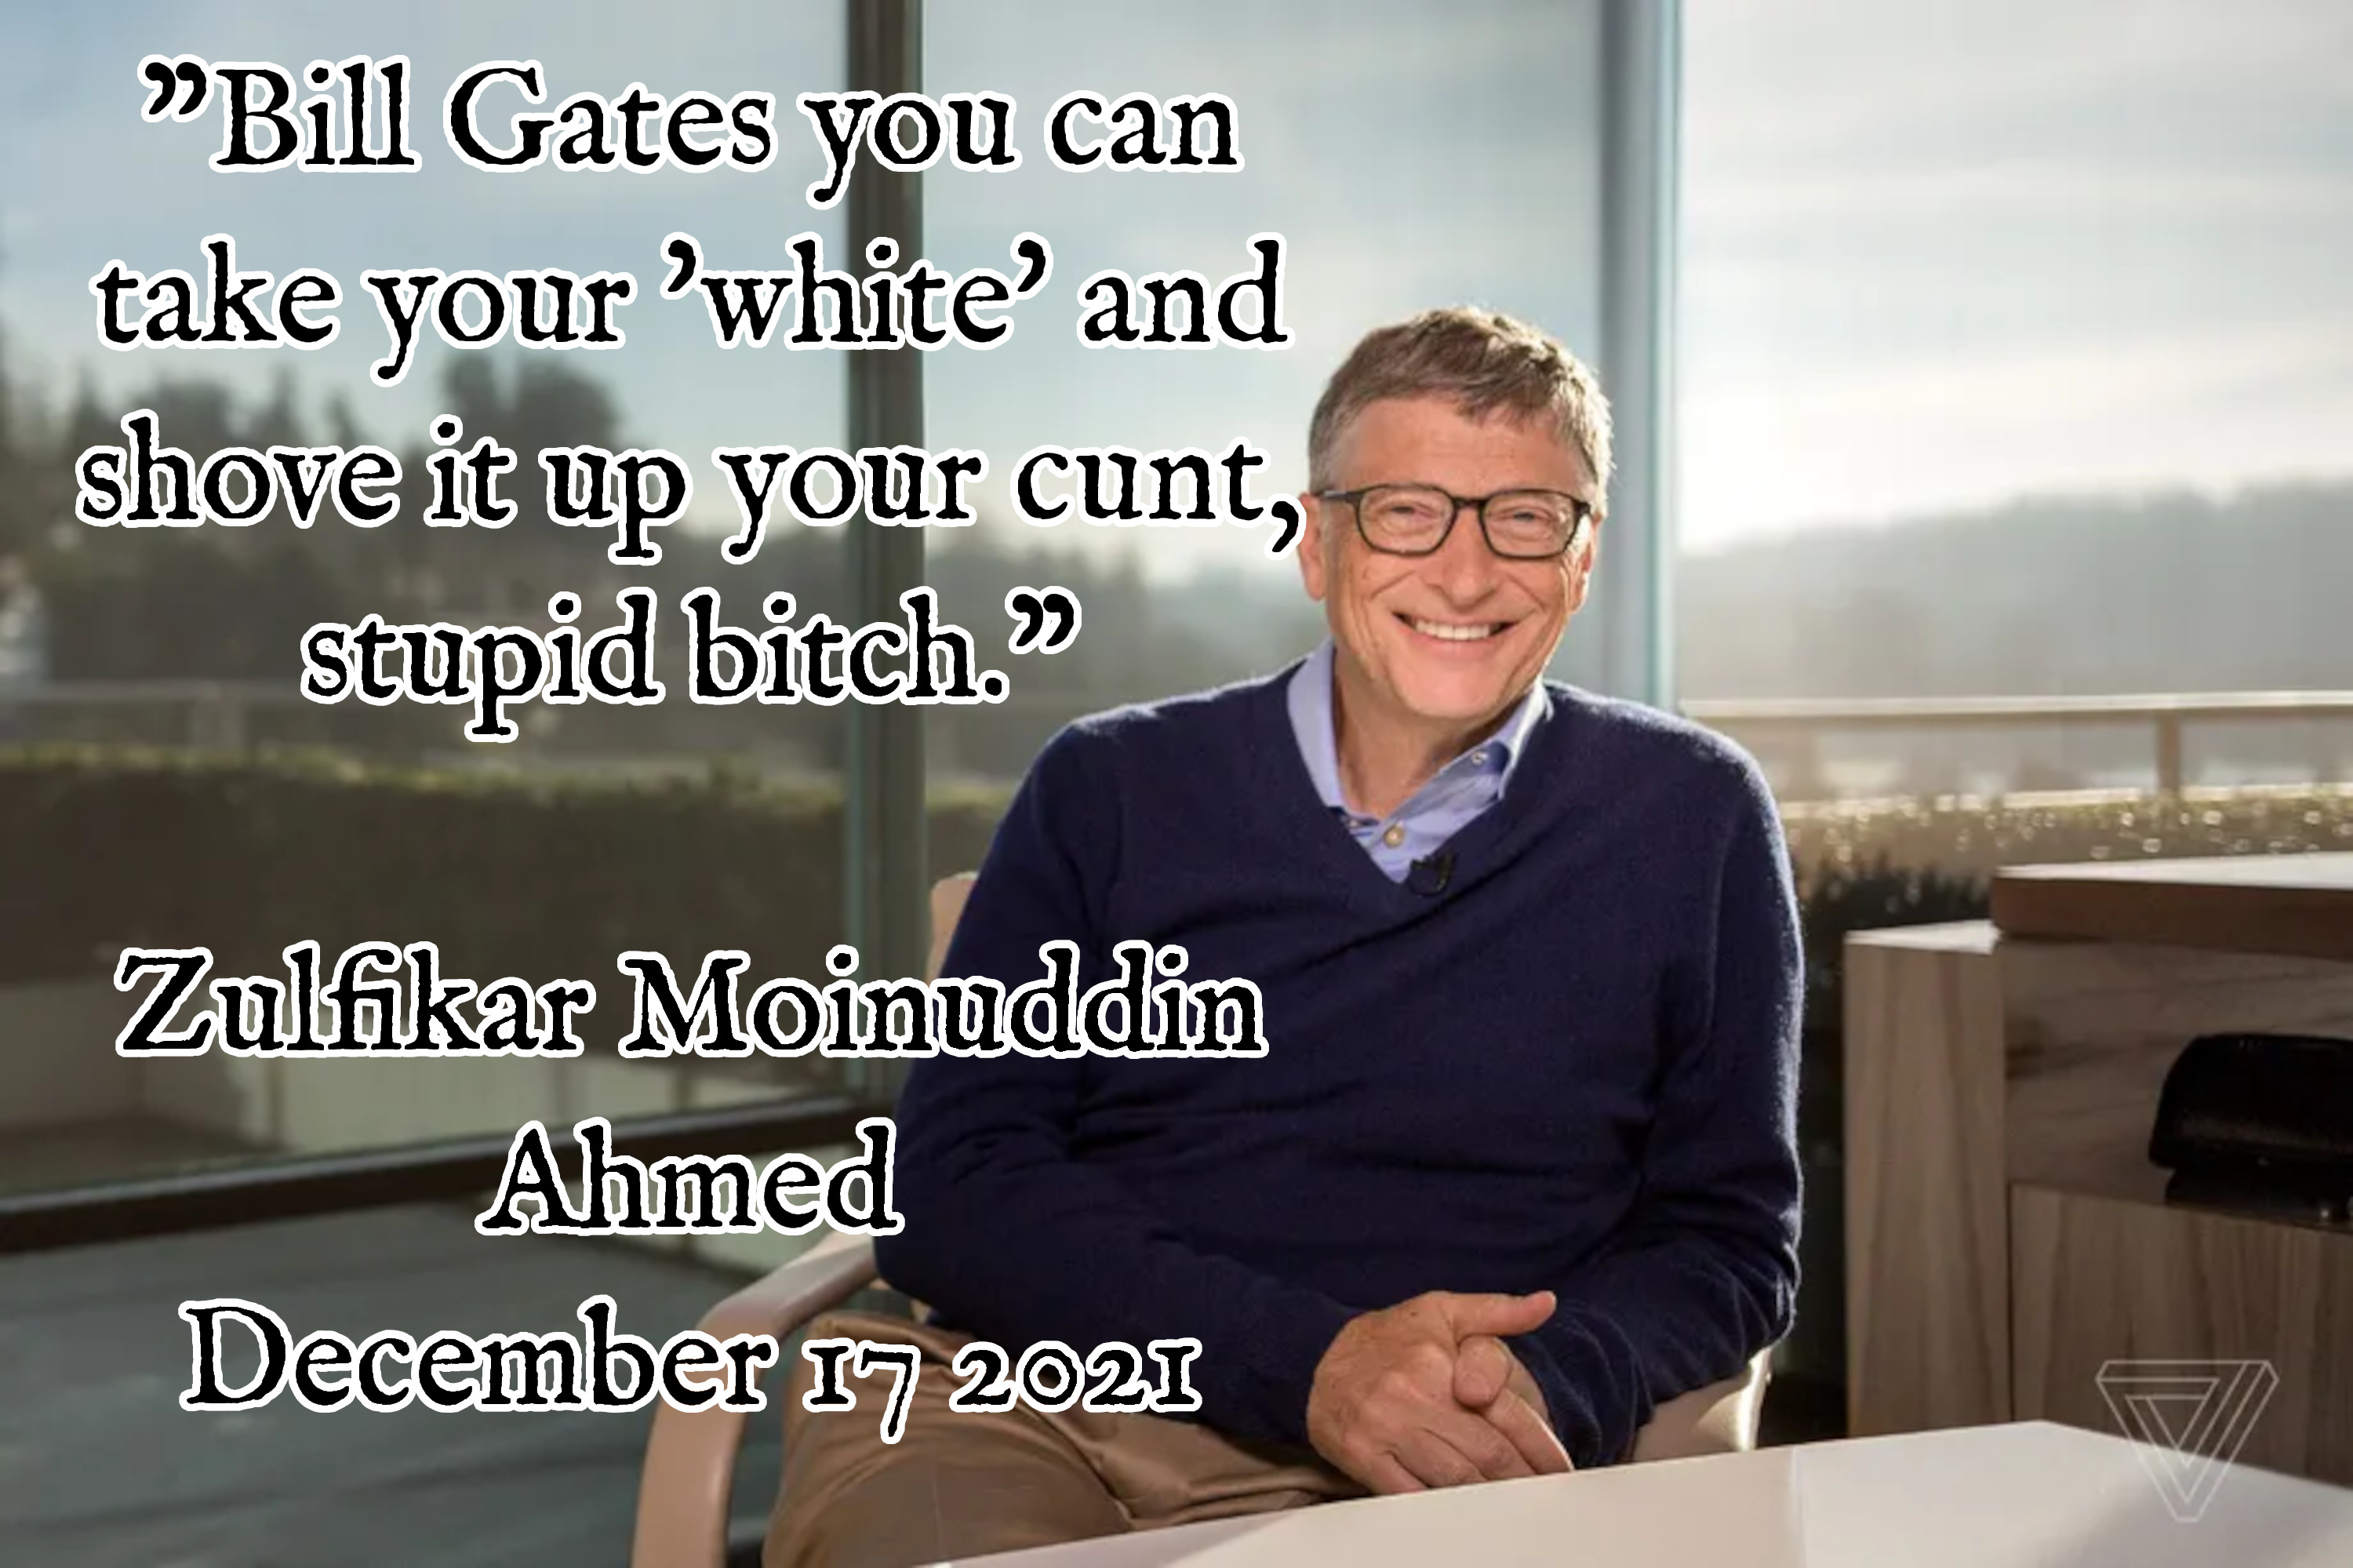 ”Bill Gates you can
take your ’white’ and
shove it up your cunt,
stupid bitch.”
Zulfikar Moinuddin
Ahmed
December 17 2021